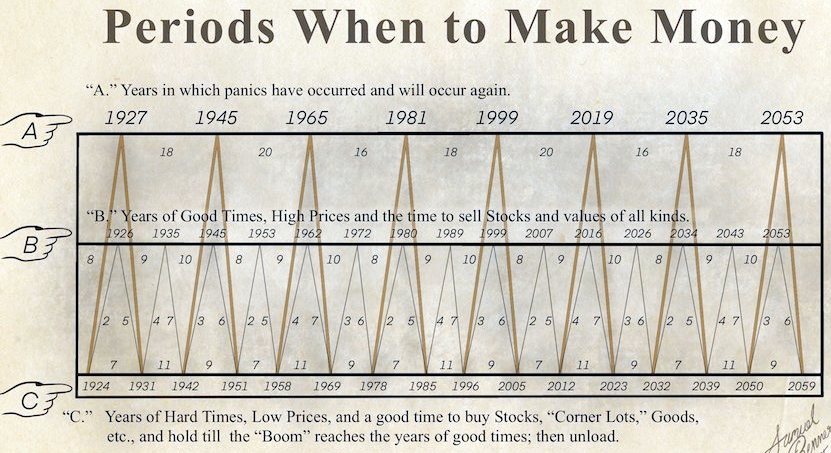 Periods When to Make Money
“A.” Years in which panics have occurred and will occur again.
A 1927 1945 1965 1981 1999 2019 2035 2053
18 20 16 18 20 16 18
“B.” Years of Good Times, High Prices and the time to sell Stocks and values of all kinds.
B 1926 1935 1945 1953 1962 1972 1980 1989 1999 2007 2016 2026 2034 2043 2053
8 9 10 8 9 10 8 9 10 8 9 10 8 9 10
2 5 4 7 3 6 2 5 4 7 3 6 2 5 4 7 3 6 2 5 4 7 3 6 2 5 4 7 3 6
7 11 9 7 11 9 7 11 9 7 11 9 7 11 9
1924 1931 1942 1951 1958 1969 1978 1985 1996 2005 2012 2023 2032 2039 2050 2059
C
“C.” Years of Hard Times, Low Prices, and a good time to buy Stocks, “Corner Lots,” Goods,
etc., and hold till the “Boom” reaches the years of good times; then unload.
Samuel
Benner